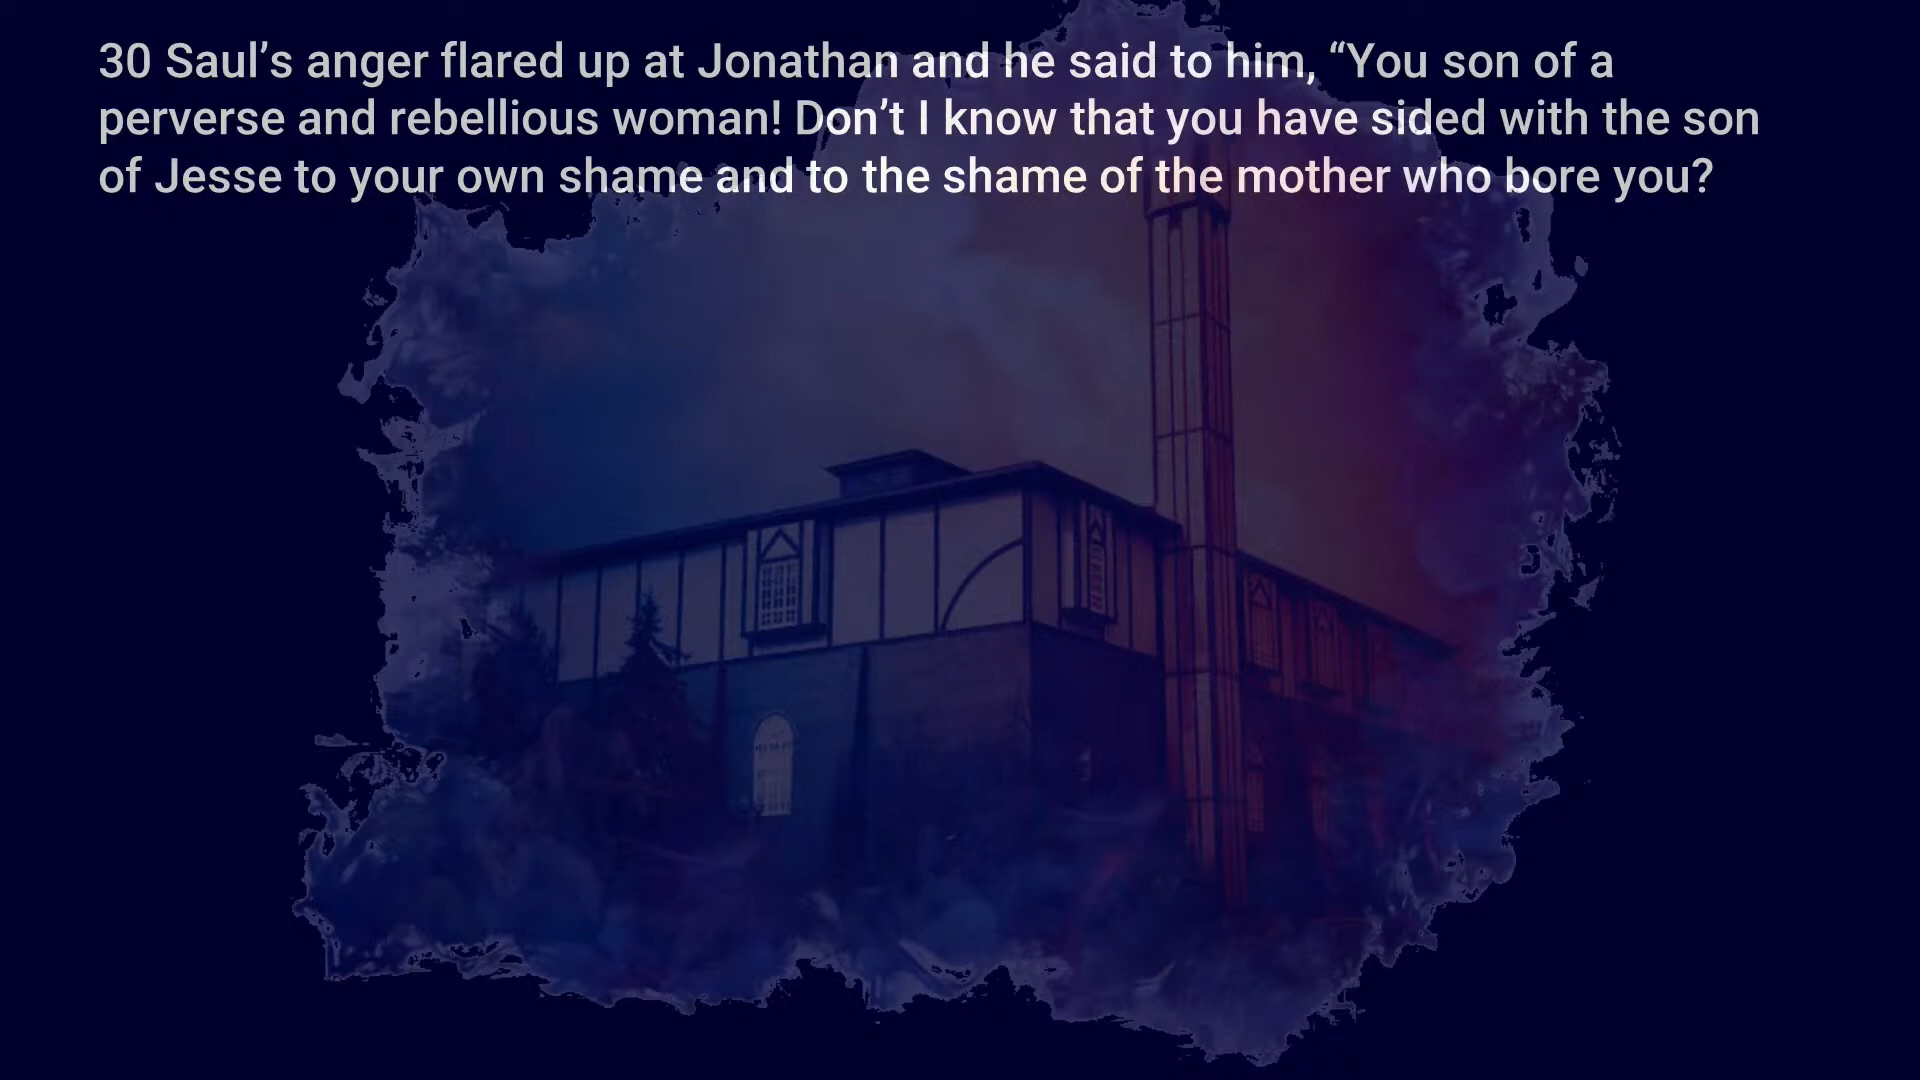 30 Saul’s anger flared up at Jonathan and he said to him, “You son of a
perverse and rebellious woman! Don’t I know that you have sided with the son
of Jesse to your own shame and to the shame of the mother who bore you?